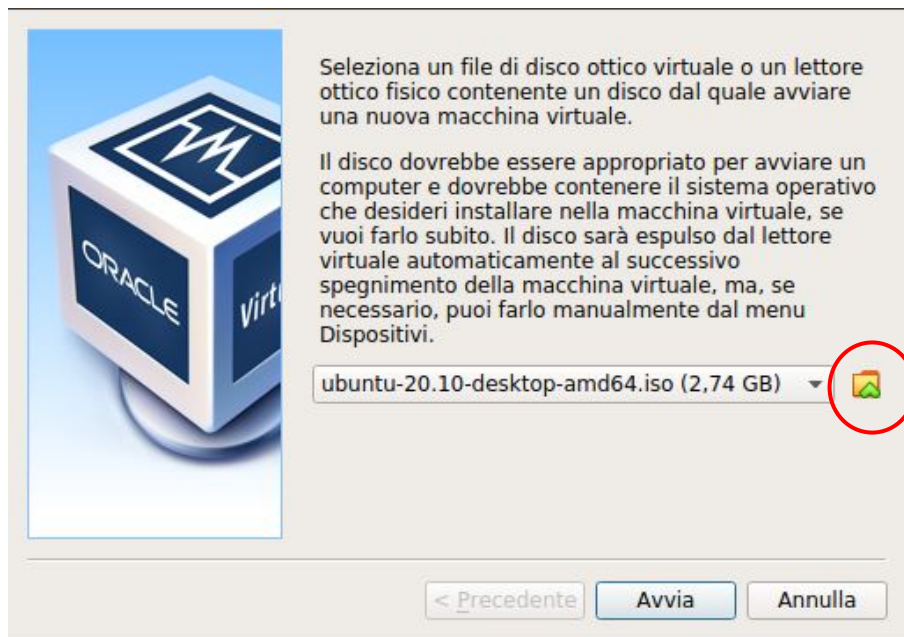 Seleziona un file di disco ottico virtuale o un lettore
ottico fisico contenente un disco dal quale avviare
una nuova macchina virtuale.
Il disco dovrebbe essere appropriato per avviare un
computer e dovrebbe contenere il sistema operativo
che desideri installare nella macchina virtuale, se
vuoi farlo subito. Il disco sarà espulso dal lettore
virtuale automaticamente al successivo
spegnimento della macchina virtuale, ma, se
necessario, puoi farlo manualmente dal menu
Dispositivi.
ORACLE
Virtu
ubuntu-20.10-desktop-amd64.iso (2,74 GB)
< Precedente
Avvia
Annulla